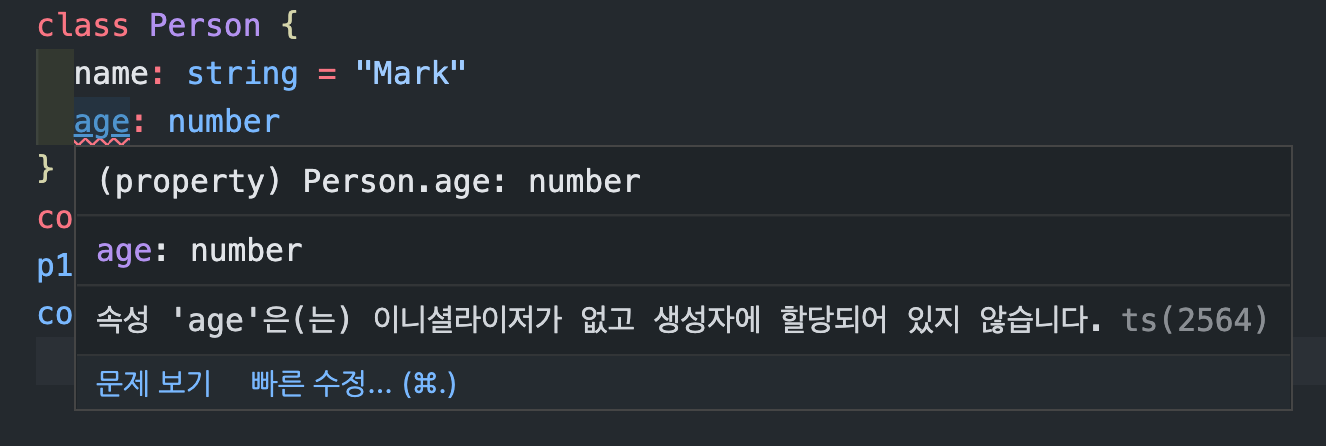 class Person {
name: string = "Mark"
age: number
}
(property) Person.age: number
co
age: number
p1
co
속성 'age'은(는) 이니셜라이저가 없고 생성자에 할당되어 있지 않습니다. ts(2564)
문제 보기 빠른 수정... (⌘.)